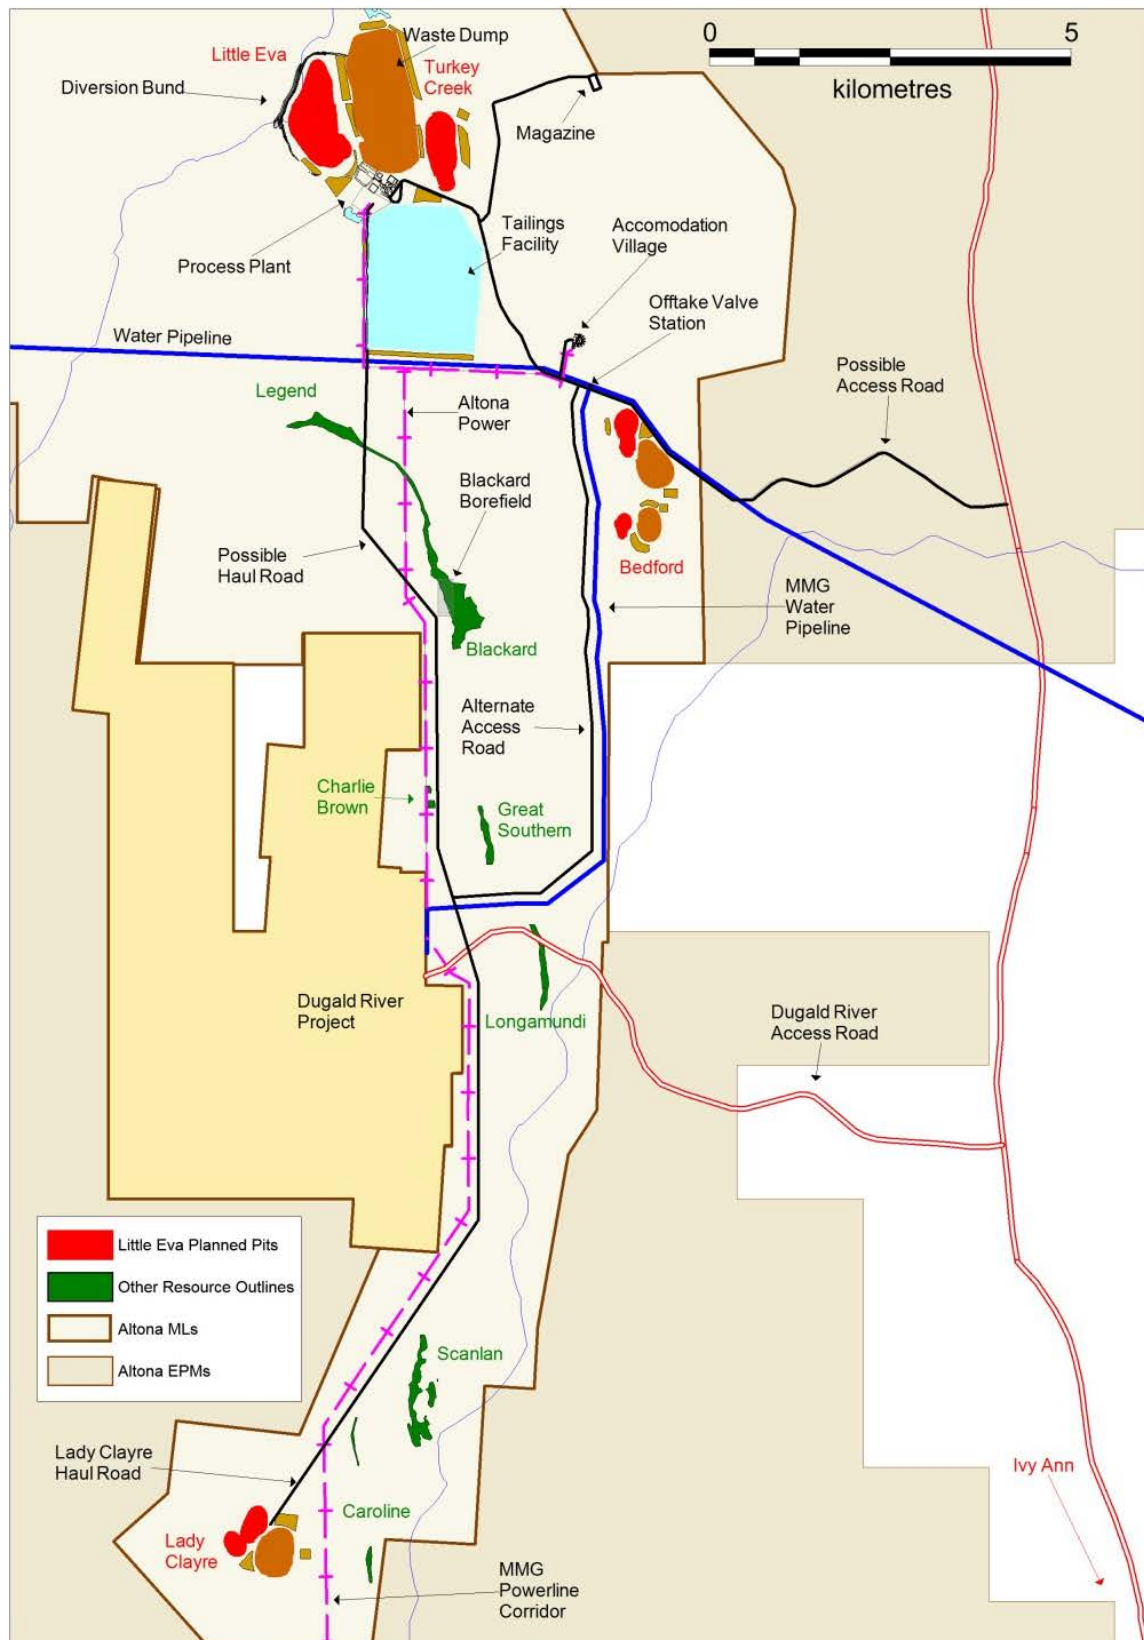 0 5
kilometres
Waste Dump
Little Eva
Turkey
Creek
Diversion Bund
Magazine
Tailings
Facility
Accomodation
Village
Process Plant
Offtake Valve
Station
Water Pipeline
Possible
Access Road
Legend
Altona
Power
Blackard
Borefield
Possible
Haul Road
Bedford
MMG
Water
Pipeline
Blackard
Alternate
Access
Road
Charlie
Brown
Great
Southern
Dugald River
Project
Longamundi
Dugald River
Access Road
Little Eva Planned Pits
Other Resource Outlines
Altona MLs
Altona EPMs
Scanlan
Lady Clayre
Haul Road
Ivy Ann
Caroline
Lady
Clayre
MMG
Powerline
Corridor